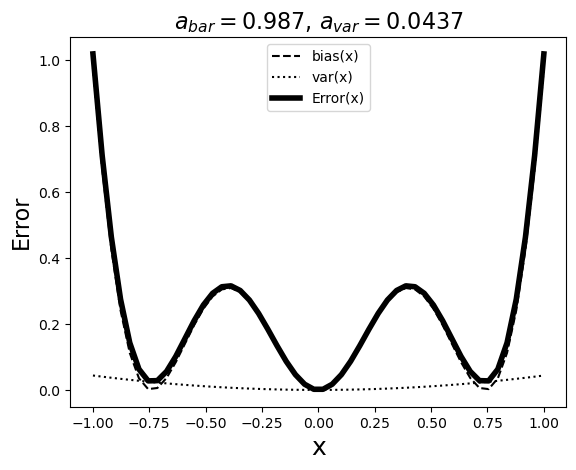 a_bar = 0.987, a_var = 0.0437
bias(x)
var(x)
Error(x)
Error
1.0
0.8
0.6
0.4
0.2
0.0
−1.00 −0.75 −0.50 −0.25 0.00 0.25 0.50 0.75 1.00
x